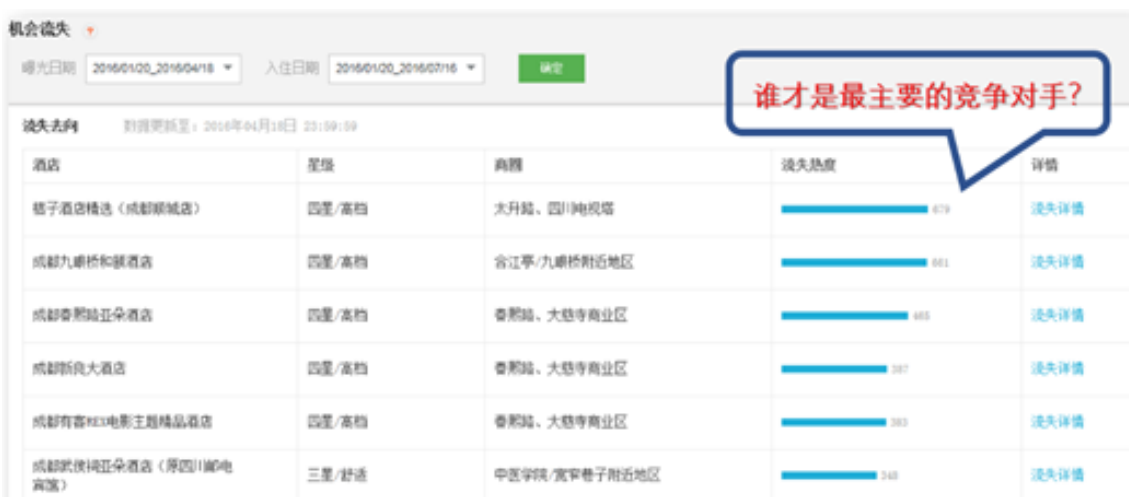 机会流失 ?
曝光日期 2016/01/20_2016/04/18 入住日期 2016/01/20_2016/07/16 确定
谁才是最主要的竞争对手?
流失去向 数据更新至：2016年04月18日 23:59:59
酒店 星级 商圈 流失热度 详情
桔子酒店精选（成都顺城店） 四星/高档 太升路、四川电视塔 679 流失详情
成都九眼桥和颐酒店 四星/高档 合江亭/九眼桥附近地区 661 流失详情
成都春熙路亚朵酒店 四星/高档 春熙路、大慈寺商业区 465 流失详情
成都新良大酒店 四星/高档 春熙路、大慈寺商业区 流失详情
成都有客REX电影主题精品酒店 四星/高档 春熙路、大慈寺商业区 流失详情
成都武侯祠亚朵酒店（原四川邮电
宾馆） 三星/舒适 中医学院/宽窄巷子附近地区 流失详情